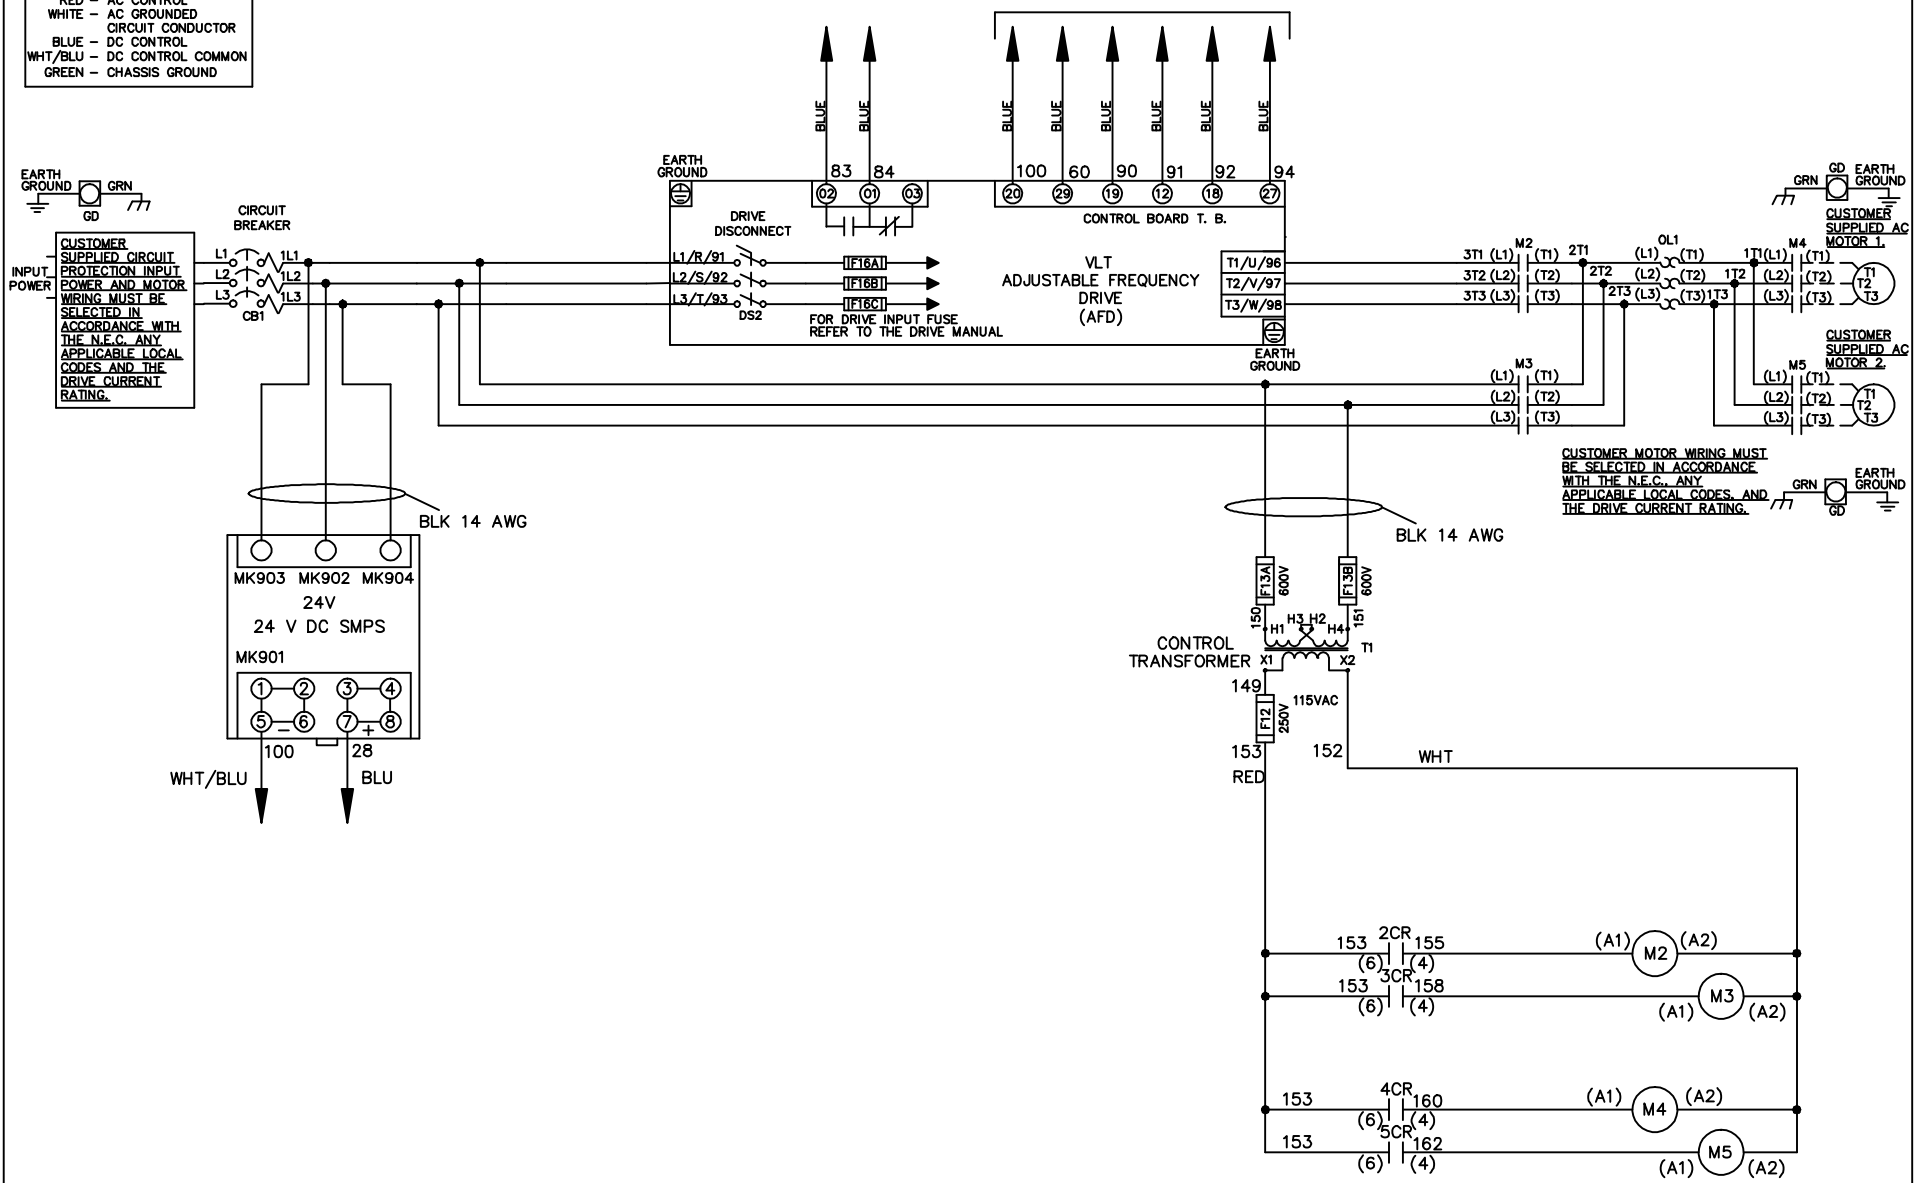 RED – AC CONTROL
WHITE – AC GROUNDED
CIRCUIT CONDUCTOR
BLUE – DC CONTROL
WHT/BLU – DC CONTROL COMMON
GREEN – CHASSIS GROUND
BLUE
BLUE
BLUE
BLUE
BLUE
BLUE
BLUE
BLUE
EARTH
GROUND
GRN
GD
CIRCUIT
BREAKER
INPUT
POWER
CUSTOMER
SUPPLIED CIRCUIT
PROTECTION INPUT
POWER AND MOTOR
WIRING MUST BE
SELECTED IN
ACCORDANCE WITH
THE N.E.C. ANY
APPLICABLE LOCAL
CODES AND THE
DRIVE CURRENT
RATING.
L1 1L1
L2 1L2
L3 1L3
CB1
EARTH
GROUND
83 84
02 01 03
100 60 90 91 92 94
20 29 19 12 18 27
CONTROL BOARD T. B.
DRIVE
DISCONNECT
L1/R/91
L2/S/92
L3/T/93
DS2
F16A
F16B
F16C
FOR DRIVE INPUT FUSE
REFER TO THE DRIVE MANUAL
VLT
ADJUSTABLE FREQUENCY
DRIVE
(AFD)
T1/U/96
T2/V/97
T3/W/98
EARTH
GROUND
M2
3T1 (L1) (T1) 2T1
3T2 (L2) (T2) 2T2
3T3 (L3) (T3) 2T3
OL1
(L1) (T1) 1T1
(L2) (T2) 1T2
(L3) (T3) 1T3
M4
(L1) (T1)
(L2) (T2)
(L3) (T3)
T1
T2
T3
GD
GRN
EARTH
GROUND
CUSTOMER
SUPPLIED AC
MOTOR 1.
M3
(L1) (T1)
(L2) (T2)
(L3) (T3)
CUSTOMER
SUPPLIED AC
MOTOR 2.
M5
(L1) (T1)
(L2) (T2)
(L3) (T3)
T1
T2
T3
CUSTOMER MOTOR WIRING MUST
BE SELECTED IN ACCORDANCE
WITH THE N.E.C., ANY
APPLICABLE LOCAL CODES, AND
THE DRIVE CURRENT RATING.
GRN
GD
EARTH
GROUND
BLK 14 AWG
MK903 MK902 MK904
24V
24 V DC SMPS
MK901
1 2 3 4
5 6 7 8
– +
100 28
WHT/BLU BLU
BLK 14 AWG
F13A 600V
F13B 600V
150 151
H1 H3 H2 H4
T1
CONTROL
TRANSFORMER
X1 X2
149
115VAC
F12 250V
153 152
RED
WHT
2CR
153 155
(6) (4)
(A1) M2 (A2)
3CR
153 158
(6) (4)
(A1) M3 (A2)
4CR
153 160
(6) (4)
(A1) M4 (A2)
5CR
153 162
(6) (4)
(A1) M5 (A2)